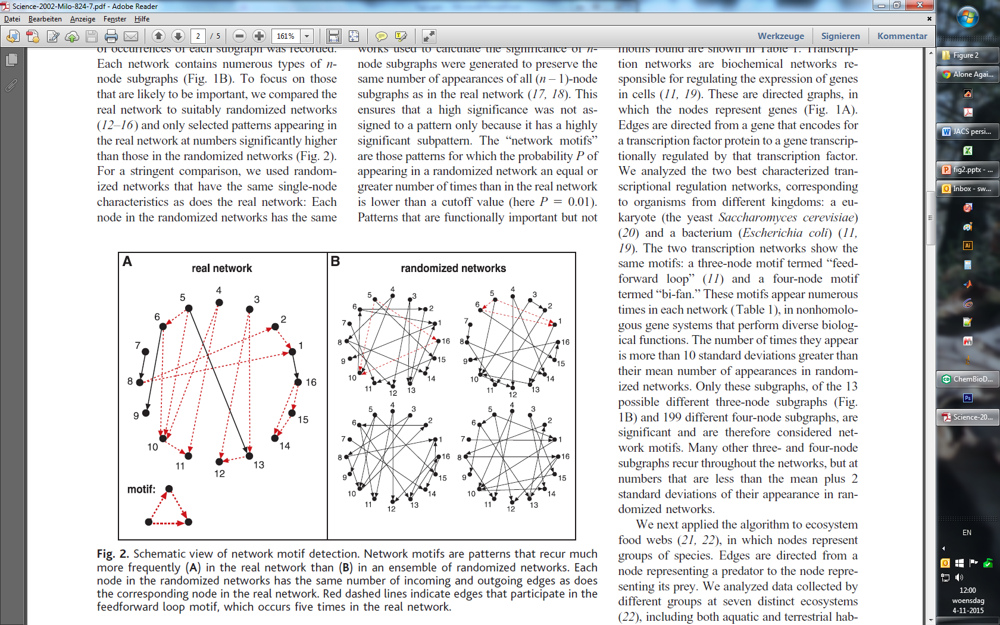 Science-2002-Milo-824-7.pdf - Adobe Reader
Datei Bearbeiten Anzeige Fenster Hilfe
2 / 5 161% Werkzeuge Signieren Kommentar
of occurrences of each subgraph was recorded.
Each network contains numerous types of n-
node subgraphs (Fig. 1B). To focus on those
that are likely to be important, we compared the
real network to suitably randomized networks
(12–16) and only selected patterns appearing in
the real network at numbers significantly higher
than those in the randomized networks (Fig. 2).
For a stringent comparison, we used random-
ized networks that have the same single-node
characteristics as does the real network: Each
node in the randomized networks has the same
works used to calculate the significance of n-
node subgraphs were generated to preserve the
same number of appearances of all (n – 1)-node
subgraphs as in the real network (17, 18). This
ensures that a high significance was not as-
signed to a pattern only because it has a highly
significant subpattern. The “network motifs”
are those patterns for which the probability P of
appearing in a randomized network an equal or
greater number of times than in the real network
is lower than a cutoff value (here P = 0.01).
Patterns that are functionally important but not
A
real network
4
5
3
6
2
7
1
8
16
9
15
10
14
11
13
12
motif:
B
randomized networks
4
5
3
6
2
7
1
8
16
9
15
10
14
11
13
12
4
5
3
6
2
7
1
8
16
9
15
10
14
11
13
12
4
5
3
6
2
7
1
8
16
9
15
10
14
11
13
12
4
5
3
6
2
7
1
8
16
9
15
10
14
11
13
12
Fig. 2. Schematic view of network motif detection. Network motifs are patterns that recur much
more frequently (A) in the real network than (B) in an ensemble of randomized networks. Each
node in the randomized networks has the same number of incoming and outgoing edges as does
the corresponding node in the real network. Red dashed lines indicate edges that participate in the
feedforward loop motif, which occurs five times in the real network.
motifs found are shown in Table 1. Transcrip-
tion networks are biochemical networks re-
sponsible for regulating the expression of genes
in cells (11, 19). These are directed graphs, in
which the nodes represent genes (Fig. 1A).
Edges are directed from a gene that encodes for
a transcription factor protein to a gene transcrip-
tionally regulated by that transcription factor.
We analyzed the two best characterized tran-
scriptional regulation networks, corresponding
to organisms from different kingdoms: a eu-
karyote (the yeast Saccharomyces cerevisiae)
(20) and a bacterium (Escherichia coli) (11,
19). The two transcription networks show the
same motifs: a three-node motif termed “feed-
forward loop” (11) and a four-node motif
termed “bi-fan.” These motifs appear numerous
times in each network (Table 1), in nonhomolo-
gous gene systems that perform diverse biolog-
ical functions. The number of times they appear
is more than 10 standard deviations greater than
their mean number of appearances in random-
ized networks. Only these subgraphs, of the 13
possible different three-node subgraphs (Fig.
1B) and 199 different four-node subgraphs, are
significant and are therefore considered net-
work motifs. Many other three- and four-node
subgraphs recur throughout the networks, but at
numbers that are less than the mean plus 2
standard deviations of their appearance in ran-
domized networks.
We next applied the algorithm to ecosystem
food webs (21, 22), in which nodes represent
groups of species. Edges are directed from a
node representing a predator to the node repre-
senting its prey. We analyzed data collected by
different groups at seven distinct ecosystems
(22), including both aquatic and terrestrial hab-
Figure 2
Alone Agai...
JACS persi...
fig2.pptx - ...
Inbox - sw...
Ai
ChemBioD...
Ps
Science-20...
EN
12:00
woensdag
4-11-2015